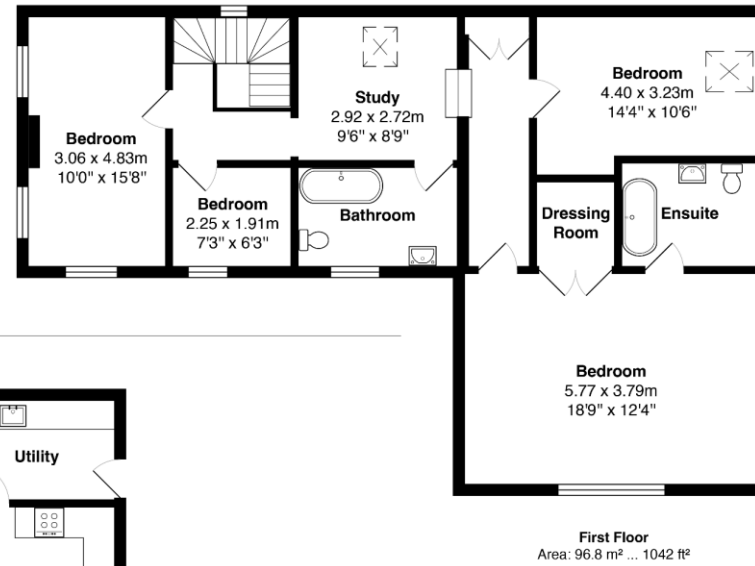 Bedroom
3.06 x 4.83m
10'0" x 15'8"
Study
2.92 x 2.72m
9'6" x 8'9"
Bedroom
4.40 x 3.23m
14'4" x 10'6"
Bedroom
2.25 x 1.91m
7'3" x 6'3"
Bathroom
Dressing
Room
Ensuite
Bedroom
5.77 x 3.79m
18'9" x 12'4"
Utility
First Floor
Area: 96.8 m² ... 1042 ft²